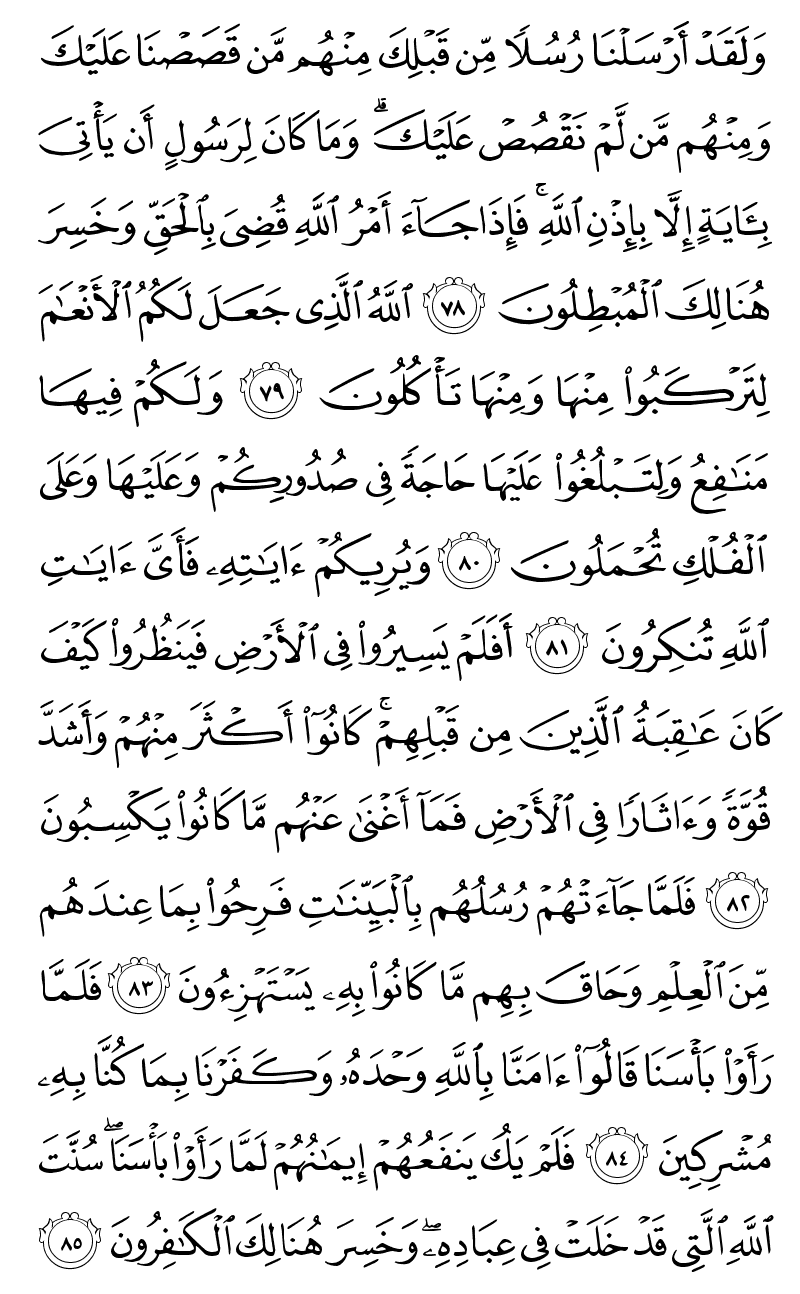 وَلَقَدْ أَرْسَلْنَا رُسُلًا مِّن قَبْلِكَ مِنْهُم مَّن قَصَصْنَا عَلَيْكَ
وَمِنْهُم مَّن لَّمْ نَقْصُصْ عَلَيْكَ ۗ وَمَا كَانَ لِرَسُولٍ أَن يَأْتِىَ
بِـَٔايَةٍ إِلَّا بِإِذْنِ ٱللَّهِ ۚ فَإِذَا جَآءَ أَمْرُ ٱللَّهِ قُضِىَ بِٱلْحَقِّ وَخَسِرَ
هُنَالِكَ ٱلْمُبْطِلُونَ ٧٨ ٱللَّهُ ٱلَّذِى جَعَلَ لَكُمُ ٱلْأَنْعَٰمَ
لِتَرْكَبُوا۟ مِنْهَا وَمِنْهَا تَأْكُلُونَ ٧٩ وَلَكُمْ فِيهَا
مَنَٰفِعُ وَلِتَبْلُغُوا۟ عَلَيْهَا حَاجَةً فِى صُدُورِكُمْ وَعَلَيْهَا وَعَلَى
ٱلْفُلْكِ تُحْمَلُونَ ٨٠ وَيُرِيكُمْ ءَايَٰتِهِۦ فَأَىَّ ءَايَٰتِ
ٱللَّهِ تُنكِرُونَ ٨١ أَفَلَمْ يَسِيرُوا۟ فِى ٱلْأَرْضِ فَيَنظُرُوا۟ كَيْفَ
كَانَ عَٰقِبَةُ ٱلَّذِينَ مِن قَبْلِهِمْ ۚ كَانُوٓا۟ أَكْثَرَ مِنْهُمْ وَأَشَدَّ
قُوَّةً وَءَاثَارًا فِى ٱلْأَرْضِ فَمَآ أَغْنَىٰ عَنْهُم مَّا كَانُوا۟ يَكْسِبُونَ
٨٢ فَلَمَّا جَآءَتْهُمْ رُسُلُهُم بِٱلْبَيِّنَٰتِ فَرِحُوا۟ بِمَا عِندَهُم
مِّنَ ٱلْعِلْمِ وَحَاقَ بِهِم مَّا كَانُوا۟ بِهِۦ يَسْتَهْزِءُونَ ٨٣ فَلَمَّا
رَأَوْا۟ بَأْسَنَا قَالُوٓا۟ ءَامَنَّا بِٱللَّهِ وَحْدَهُۥ وَكَفَرْنَا بِمَا كُنَّا بِهِۦ
مُشْرِكِينَ ٨٤ فَلَمْ يَكُ يَنفَعُهُمْ إِيمَٰنُهُمْ لَمَّا رَأَوْا۟ بَأْسَنَا ۖ سُنَّتَ
ٱللَّهِ ٱلَّتِى قَدْ خَلَتْ فِى عِبَادِهِۦ ۖ وَخَسِرَ هُنَالِكَ ٱلْكَٰفِرُونَ ٨٥